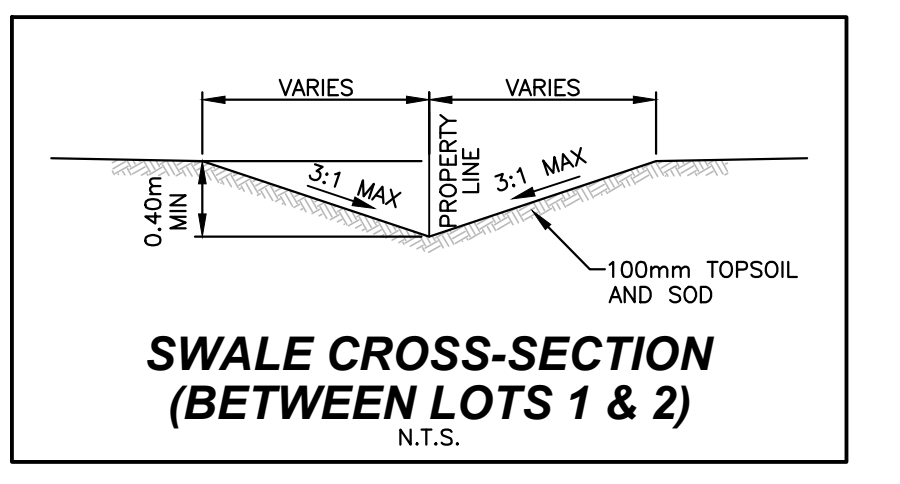 VARIES
VARIES
PROPERTY
LINE
3:1 MAX
3:1 MAX
0.40m
MIN
100mm TOPSOIL
AND SOD
SWALE CROSS-SECTION
(BETWEEN LOTS 1 & 2)
N.T.S.